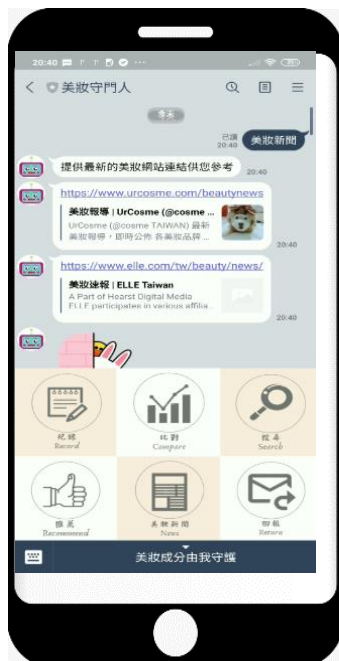 20:40
美妝守門人
今天
已讀
20:40
美妝新聞
提供最新的美妝網站連結供您參考
20:40
https://www.urcosme.com/beautynews
美妝報導 | UrCosme (@cosme ...
UrCosme (@cosme TAIWAN) 最新
美妝報導，即時公佈 各美妝品牌 ...
20:40
https://www.elle.com/tw/beauty/news/
美妝速報 | ELLE Taiwan
A Part of Hearst Digital Media
ELLE participates in various affilia...
20:40
紀錄
Record
比對
Compare
搜尋
Search
推薦
Recommend
美妝新聞
News
回報
Return
美妝成分由我守護